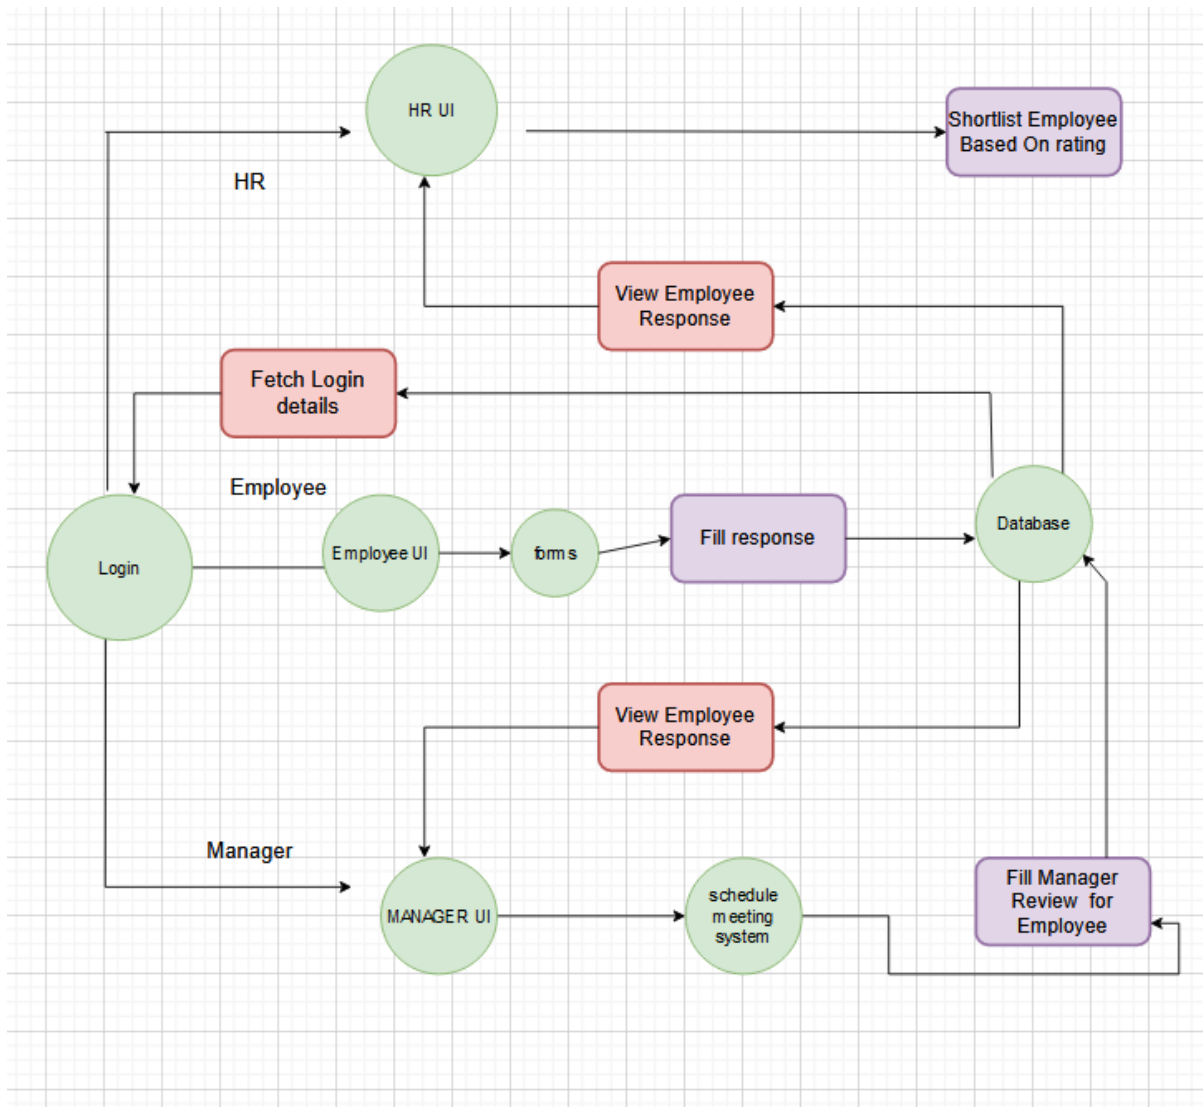 HR UI
Shortlist Employee
Based On rating
HR
View Employee
Response
Fetch Login
details
Employee
Login
Employee UI
forms
Fill response
Database
View Employee
Response
Manager
MANAGER UI
schedule
meeting
system
Fill Manager
Review for
Employee